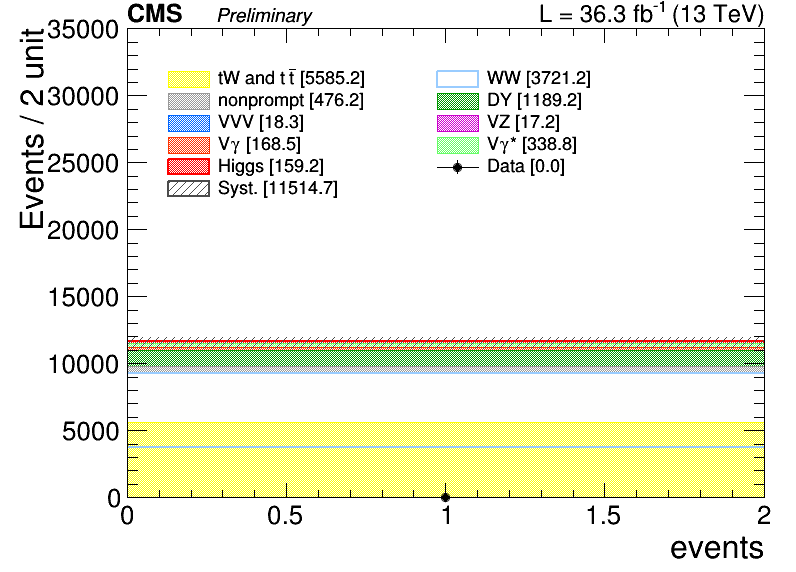 CMS Preliminary L = 36.3 fb⁻¹ (13 TeV)
Events / 2 unit
35000
30000
25000
20000
15000
10000
5000
0
tW and tt̄ [5585.2] WW [3721.2]
nonprompt [476.2] DY [1189.2]
VVV [18.3] VZ [17.2]
Vγ [168.5] Vγ* [338.8]
Higgs [159.2] Data [0.0]
Syst. [11514.7]
0 0.5 1 1.5 2
events